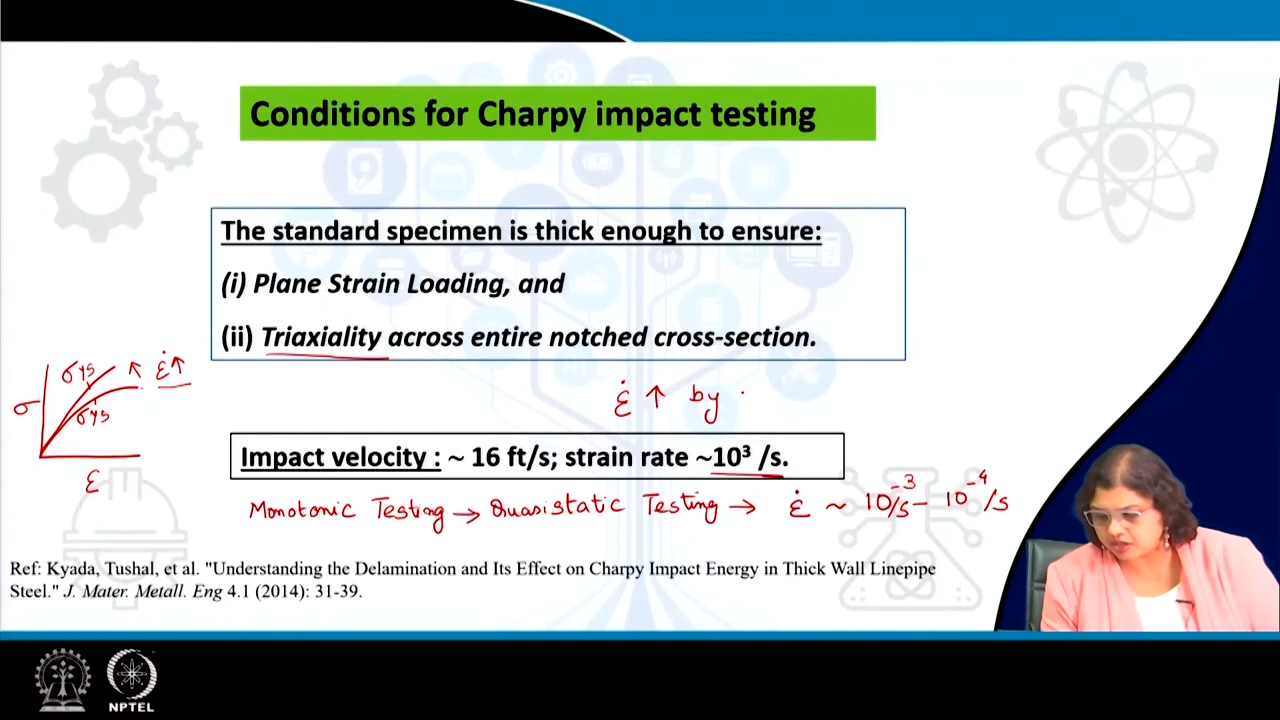 Conditions for Charpy impact testing
The standard specimen is thick enough to ensure:
(i) Plane Strain Loading, and
(ii) Triaxiality across entire notched cross-section.
σys ε̇↑
σ σys
ε
ε̇ ↑ by
Impact velocity : ~ 16 ft/s; strain rate ~10³ /s.
Monotonic Testing → Quasistatic Testing → ε̇ ~ 10⁻³/s – 10⁻⁴/s
Ref: Kyada, Tushal, et al. "Understanding the Delamination and Its Effect on Charpy Impact Energy in Thick Wall Linepipe
Steel." J. Mater. Metall. Eng 4.1 (2014): 31-39.
NPTEL